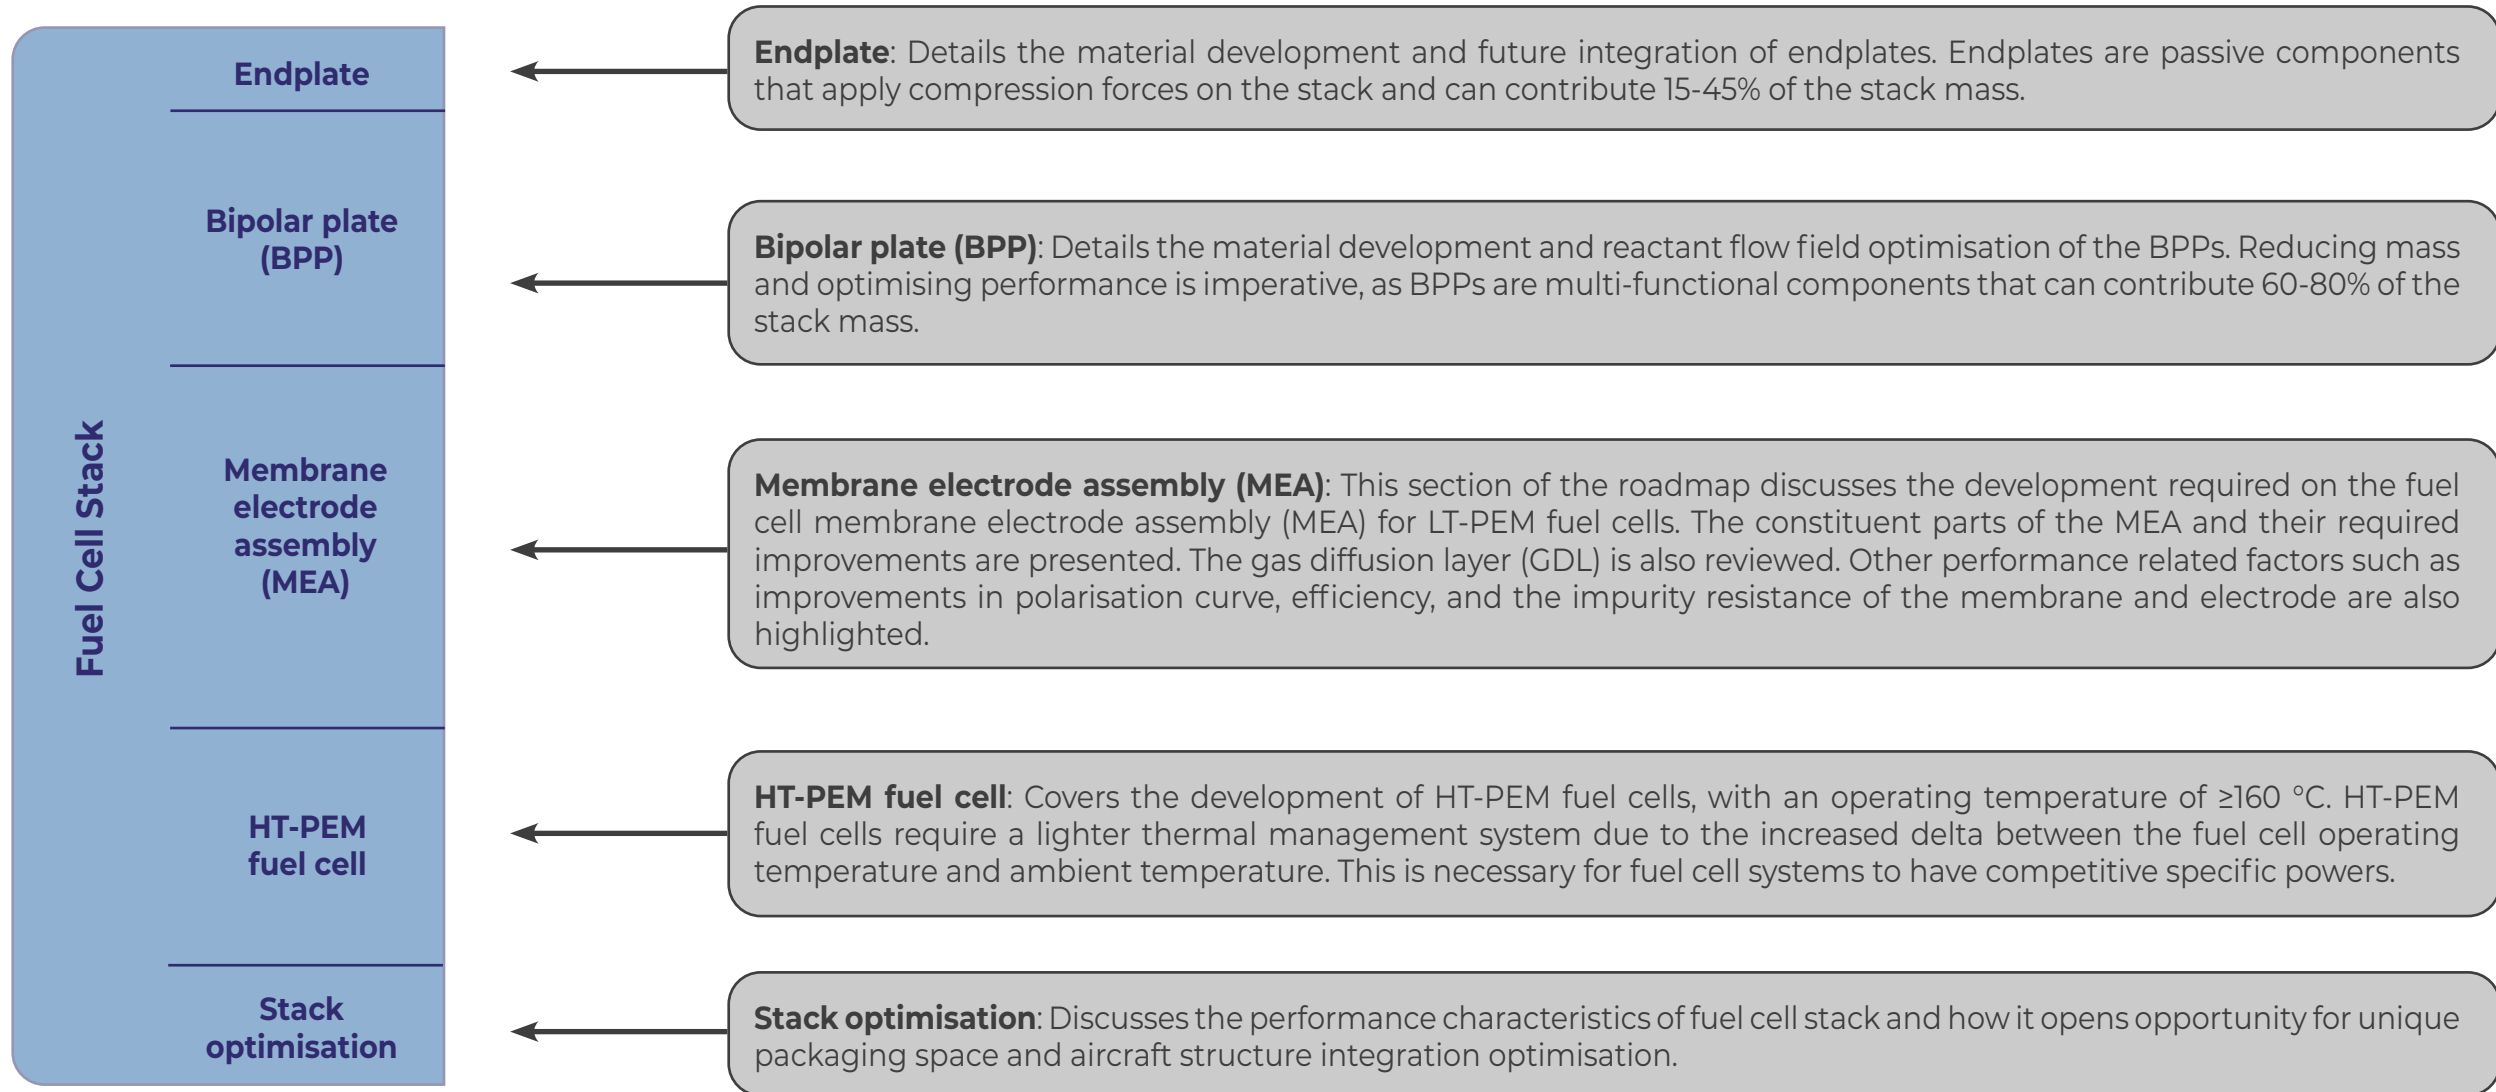 Fuel Cell Stack
Endplate
Endplate: Details the material development and future integration of endplates. Endplates are passive components
that apply compression forces on the stack and can contribute 15-45% of the stack mass.
Bipolar plate
(BPP)
Bipolar plate (BPP): Details the material development and reactant flow field optimisation of the BPPs. Reducing mass
and optimising performance is imperative, as BPPs are multi-functional components that can contribute 60-80% of the
stack mass.
Membrane
electrode
assembly
(MEA)
Membrane electrode assembly (MEA): This section of the roadmap discusses the development required on the fuel
cell membrane electrode assembly (MEA) for LT-PEM fuel cells. The constituent parts of the MEA and their required
improvements are presented. The gas diffusion layer (GDL) is also reviewed. Other performance related factors such as
improvements in polarisation curve, efficiency, and the impurity resistance of the membrane and electrode are also
highlighted.
HT-PEM
fuel cell
HT-PEM fuel cell: Covers the development of HT-PEM fuel cells, with an operating temperature of ≥160 °C. HT-PEM
fuel cells require a lighter thermal management system due to the increased delta between the fuel cell operating
temperature and ambient temperature. This is necessary for fuel cell systems to have competitive specific powers.
Stack
optimisation
Stack optimisation: Discusses the performance characteristics of fuel cell stack and how it opens opportunity for unique
packaging space and aircraft structure integration optimisation.